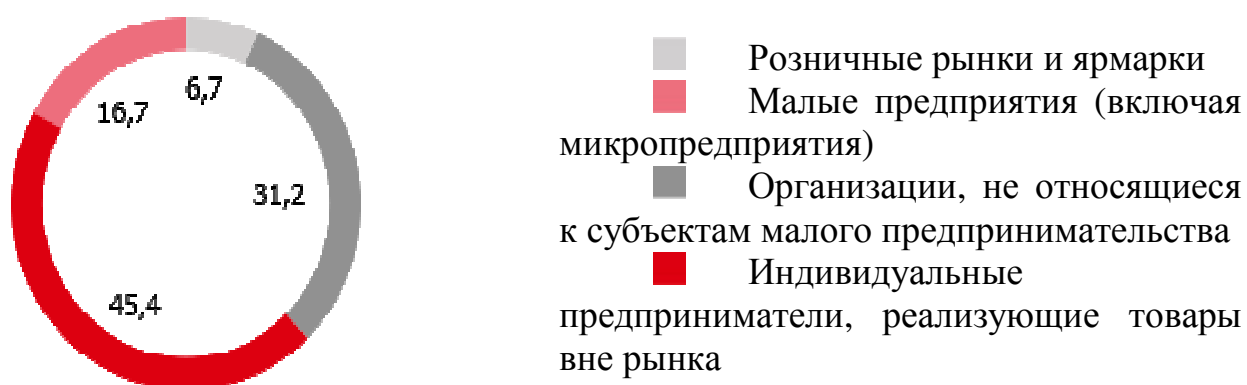 6,7
16,7
31,2
45,4
Розничные рынки и ярмарки
Малые предприятия (включая
микропредприятия)
Организации, не относящиеся
к субъектам малого предпринимательства
Индивидуальные
предприниматели, реализующие товары
вне рынка